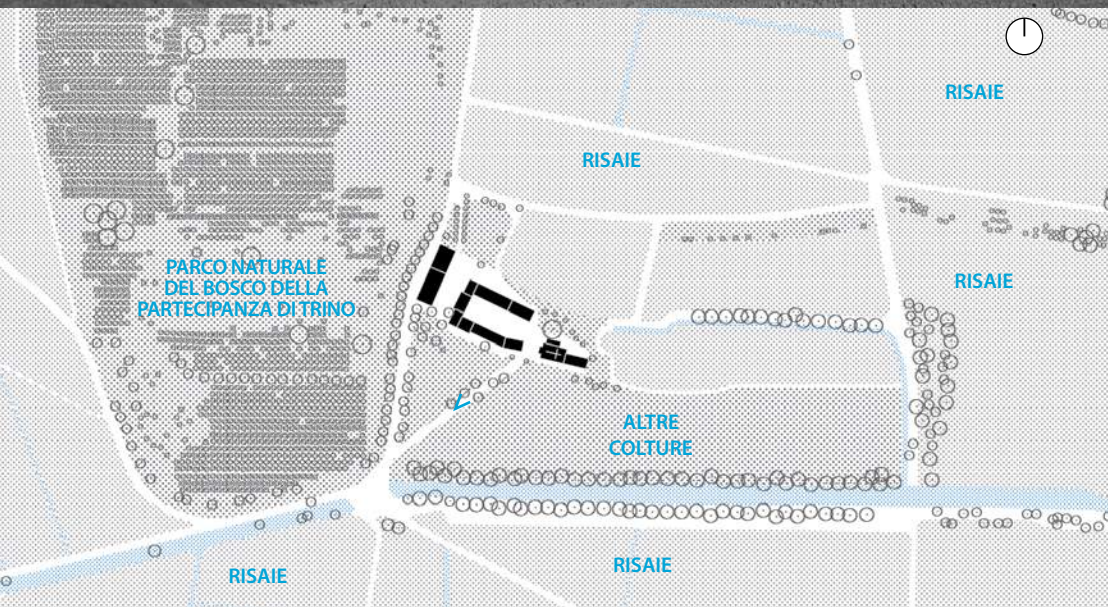 RISAIE
RISAIE
PARCO NATURALE
DEL BOSCO DELLA
PARTECIPANZA DI TRINO
RISAIE
ALTRE
COLTURE
RISAIE
RISAIE